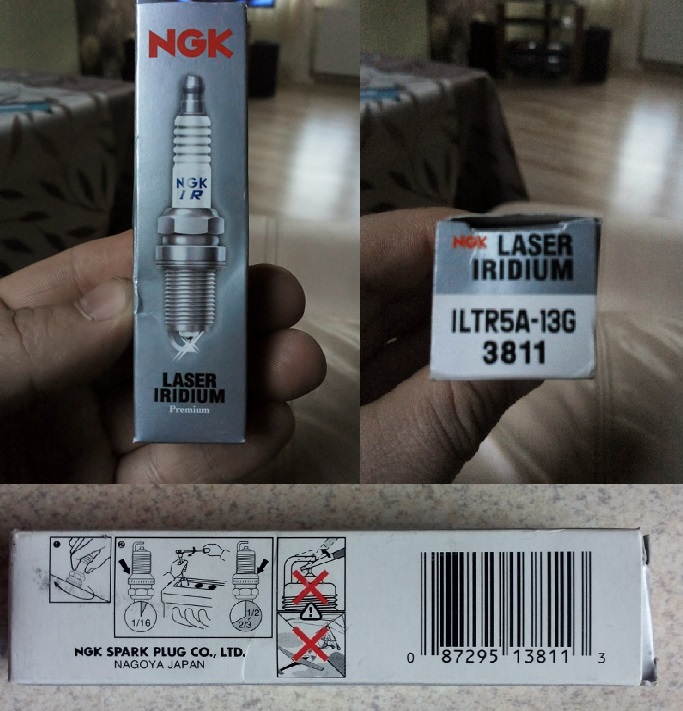 NGK
NGK
IR
LASER
IRIDIUM
Premium
NGK LASER
IRIDIUM
ILTR5A-13G
3811
1/16
1/2
2/3
NGK SPARK PLUG CO., LTD.
NAGOYA JAPAN
0 87295 13811 3